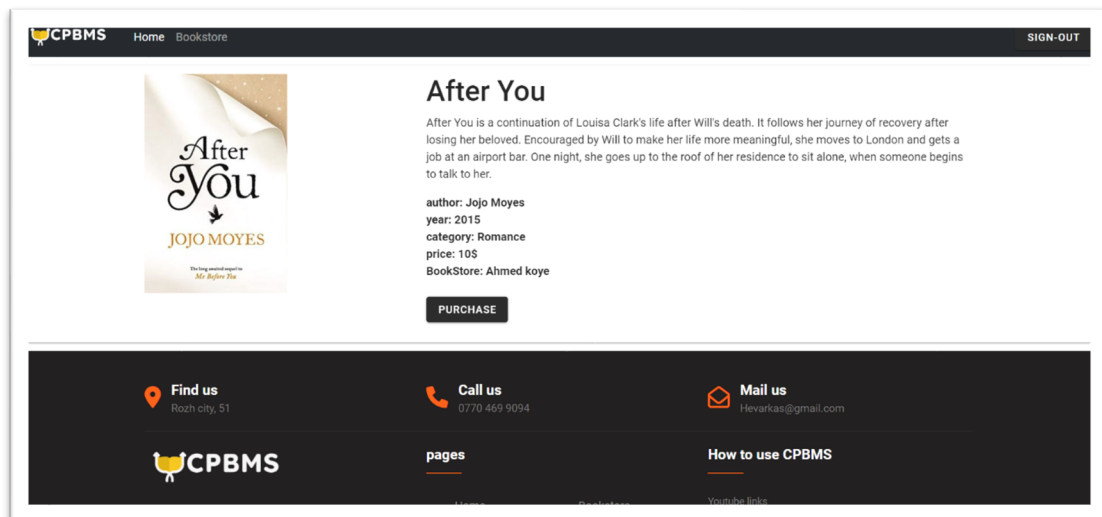 CPBMS Home Bookstore SIGN-OUT
After
You
JOJO MOYES
The long awaited sequel to
Me Before You
After You
After You is a continuation of Louisa Clark's life after Will's death. It follows her journey of recovery after
losing her beloved. Encouraged by Will to make her life more meaningful, she moves to London and gets a
job at an airport bar. One night, she goes up to the roof of her residence to sit alone, when someone begins
to talk to her.
author: Jojo Moyes
year: 2015
category: Romance
price: 10$
BookStore: Ahmed koye
PURCHASE
Find us
Rozh city, 51
Call us
0770 469 9094
Mail us
Hevarkas@gmail.com
CPBMS
pages
Home Bookstore
How to use CPBMS
Youtube links